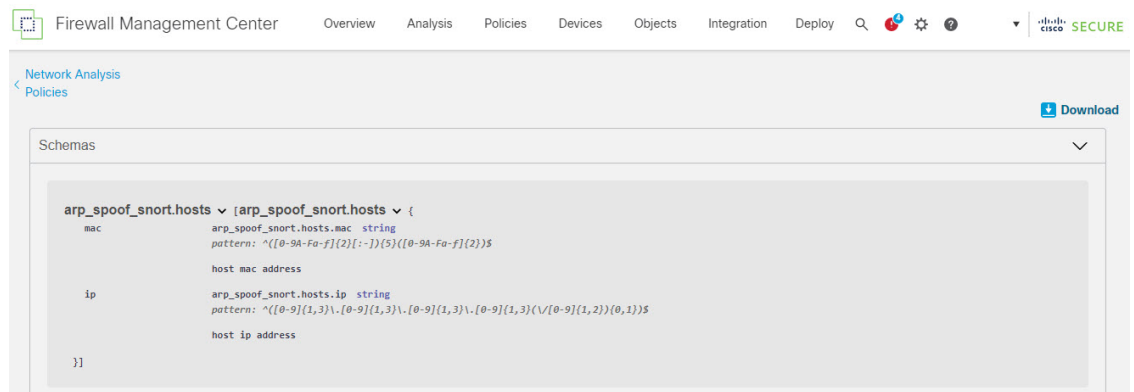 Firewall Management Center Overview Analysis Policies Devices Objects Integration Deploy 4 ? cisco SECURE
Network Analysis
Policies
Download
Schemas
arp_spoof_snort.hosts [arp_spoof_snort.hosts {
mac arp_spoof_snort.hosts.mac string
pattern: ^([0-9A-Fa-f]{2}[:-]){5}([0-9A-Fa-f]{2})$
host mac address
ip arp_spoof_snort.hosts.ip string
pattern: ^([0-9]{1,3}\.[0-9]{1,3}\.[0-9]{1,3}\.[0-9]{1,3}(\/[0-9]{1,2}){0,1})$
host ip address
}]